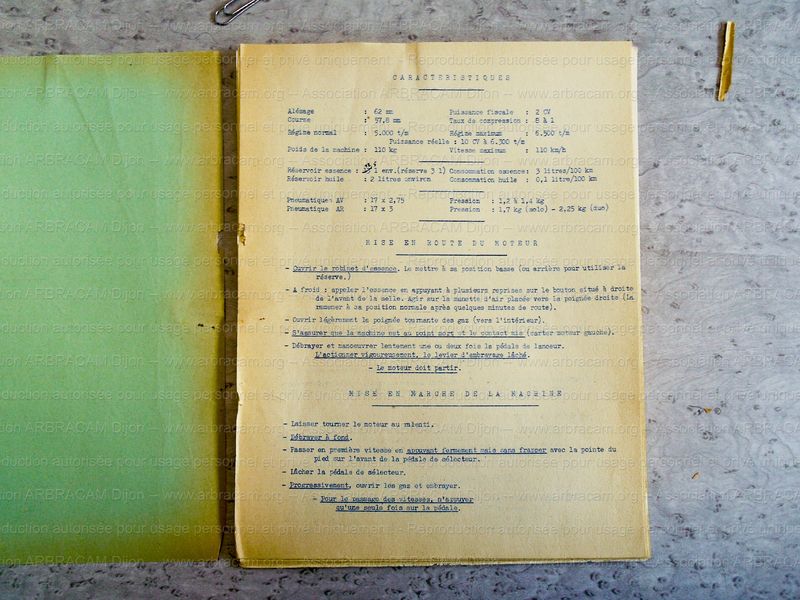 CARACTERISTIQUES
Alésage : 62 mm Puissance fiscale : 2 CV
Course : 97,8 mm Taux de compression : 8 à 1
Régime normal : 5.000 t/m Régime maximum : 6.500 t/m
Puissance réelle : 10 CV à 6.300 t/m
Poids de la machine : 110 kg Vitesse maximum : 110 km/h
Réservoir essence : l env.(réserve 3 l) Consommation essence: 3 litres/100 km
Réservoir huile : 2 litres environ Consommation huile : 0,1 litre/100 km
Pneumatiques AV : 17 x 2,75 Pression : 1,2 à 1,4 kg
Pneumatique AR : 17 x 3 Pression : 1,7 kg (solo) - 2.25 kg (duo)
MISE EN ROUTE DU MOTEUR
- Ouvrir le robinet d'essence. Le mettre à sa position basse (ou arrière pour utiliser la
réserve.)
- A froid : appeler l'essence en appuyant à plusieurs reprises sur le bouton situé à droite
de l'avant de la selle. Agir sur la manette d'air placée vers la poignée droite (la
ramener à sa position normale après quelques minutes de route).
- Ouvrir légèrement la poignée tournante des gaz (vers l'intérieur).
- S'assurer que la machine est au point mort et le contact mis (carter moteur gauche).
- Débrayer et manoeuvrer lentement une ou deux fois la pédale de lanceur.
L'actionner vigoureusement, le levier d'embrayage lâché.
- Le moteur doit partir.
MISE EN MARCHE DE LA MACHINE
- Laisser tourner le moteur au ralenti.
- Débrayer à fond.
- Passer en première vitesse en appuyant fermement mais sans frapper avec la pointe du
pied sur l'avant de la pédale de sélecteur.
- Lâcher la pédale de sélecteur.
- Progressivement, ouvrir les gaz et embrayer.
- Pour le passage des vitesses, n'appuyer
qu'une seule fois sur la pédale.